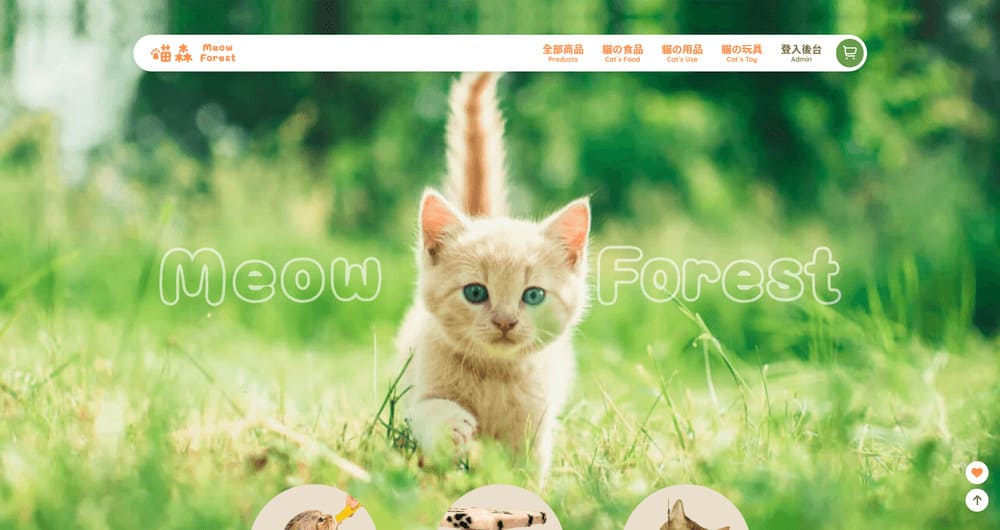 喵森
Meow
Forest
全部商品
Products
貓の食品
Cat's Food
貓の用品
Cat's Use
貓の玩具
Cat's Toy
登入後台
Admin
Meow Forest